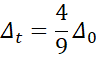 Δₜ = 4/9 Δ₀